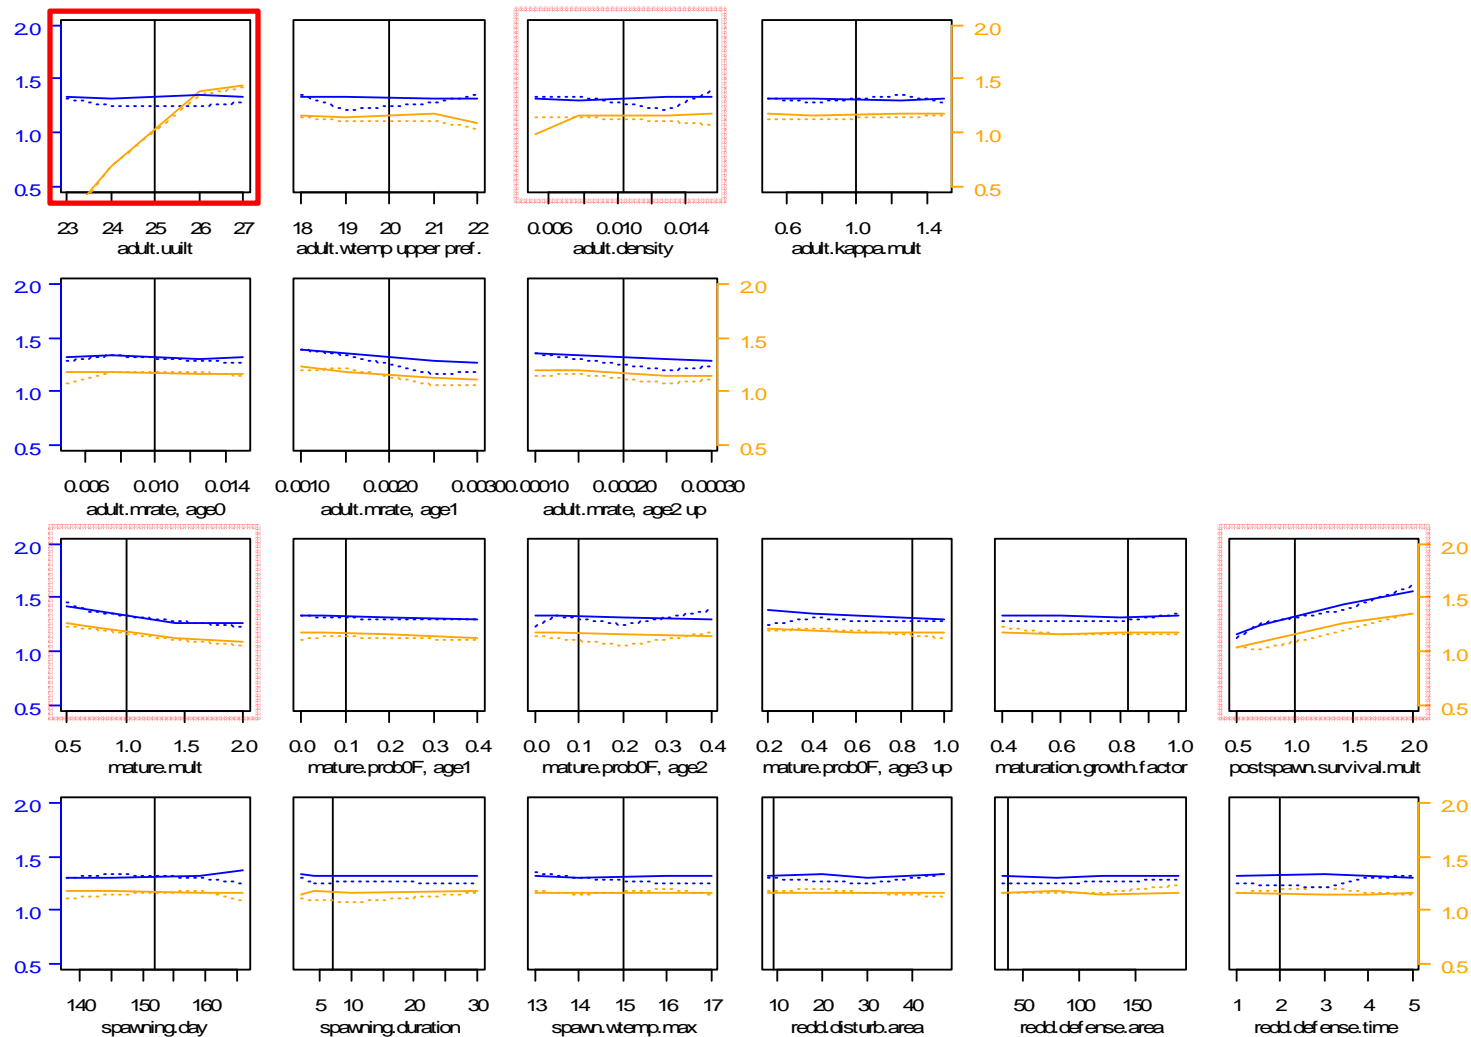 2.0 2.0
1.5 1.5
1.0 1.0
0.5 0.5
23 24 25 26 27 18 19 20 21 22 0.006 0.010 0.014 0.6 1.0 1.4
adult.uuilt adult.wtemp upper pref. adult.density adult.kappa.mult
2.0 2.0
1.5 1.5
1.0 1.0
0.5 0.5
0.006 0.010 0.014 0.0010 0.0020 0.0030 0.00010 0.00020 0.00030
adult.mrate, age0 adult.mrate, age1 adult.mrate, age2 up
2.0 2.0
1.5 1.5
1.0 1.0
0.5 0.5
0.5 1.0 1.5 2.0 0.0 0.1 0.2 0.3 0.4 0.0 0.1 0.2 0.3 0.4 0.2 0.4 0.6 0.8 1.0 0.4 0.6 0.8 1.0 0.5 1.0 1.5 2.0
mature.mult mature.prob0F, age1 mature.prob0F, age2 mature.prob0F, age3 up maturation.growth.factor postspawn.survival.mult
2.0 2.0
1.5 1.5
1.0 1.0
0.5 0.5
140 150 160 5 10 20 30 13 14 15 16 17 10 20 30 40 50 100 150 1 2 3 4 5
spawning.day spawning.duration spawn.wtemp.max redd.disturb.area redd.defense.area redd.defense.time